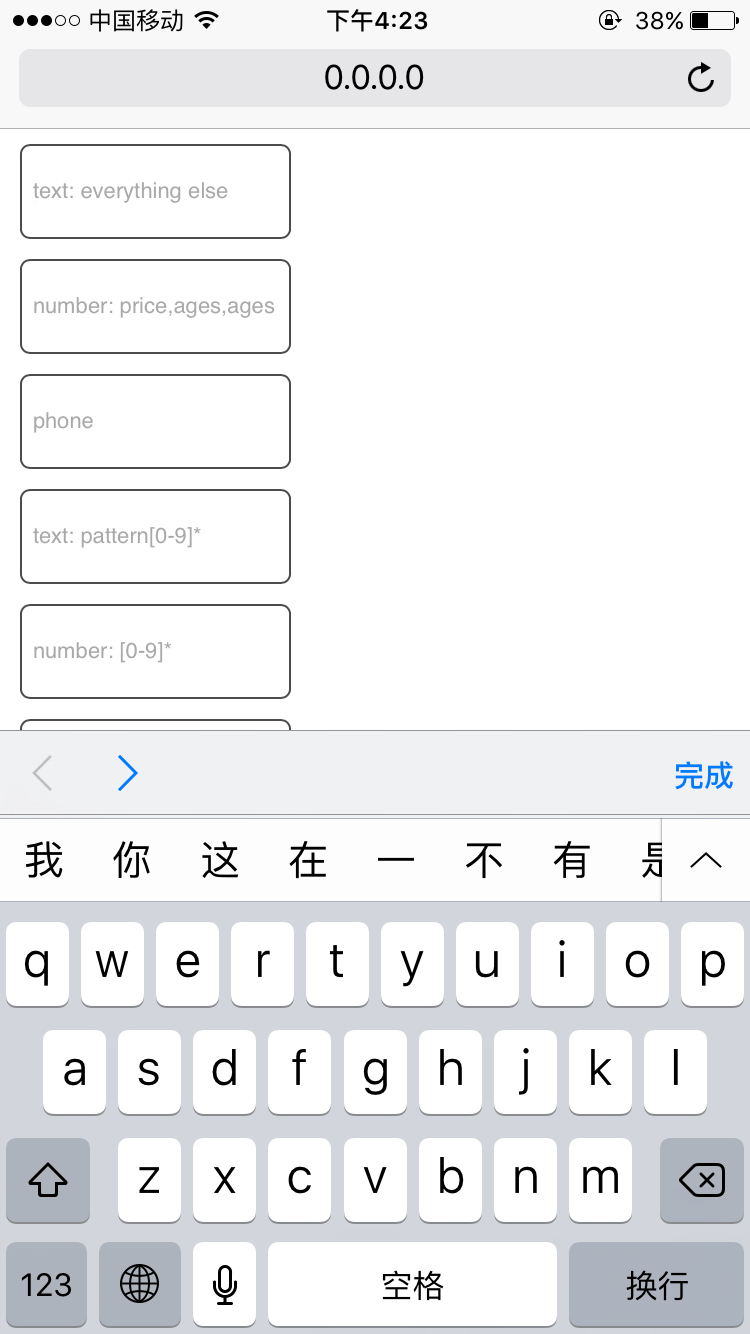 中国移动 下午4:23 38%
0.0.0.0
text: everything else
number: price,ages,ages
phone
text: pattern[0-9]*
number: [0-9]*
完成
我 你 这 在 一 不 有 是
q w e r t y u i o p
a s d f g h j k l
z x c v b n m
123 空格 换行